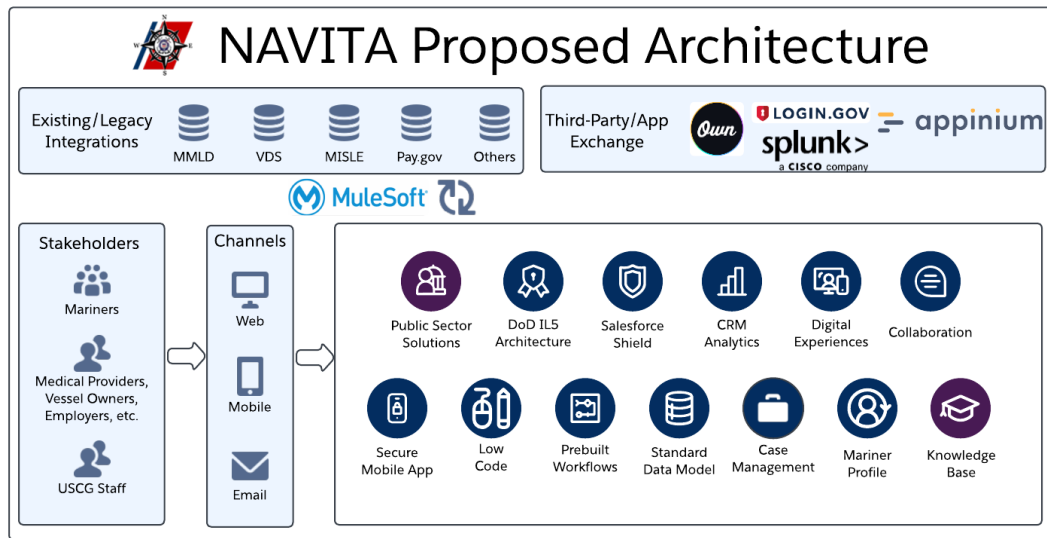 N
W E
S
NAVITA Proposed Architecture
Existing/Legacy
Integrations
MMLD
VDS
MISLE
Pay.gov
Others
Third-Party/App
Exchange
Own
LOGIN.GOV
splunk>
a CISCO company
appinium
MuleSoft
Stakeholders
Mariners
Medical Providers,
Vessel Owners,
Employers, etc.
USCG Staff
Channels
Web
Mobile
Email
Public Sector
Solutions
DoD IL5
Architecture
Salesforce
Shield
CRM
Analytics
Digital
Experiences
Collaboration
Secure
Mobile App
Low
Code
Prebuilt
Workflows
Standard
Data Model
Case
Management
Mariner
Profile
Knowledge
Base